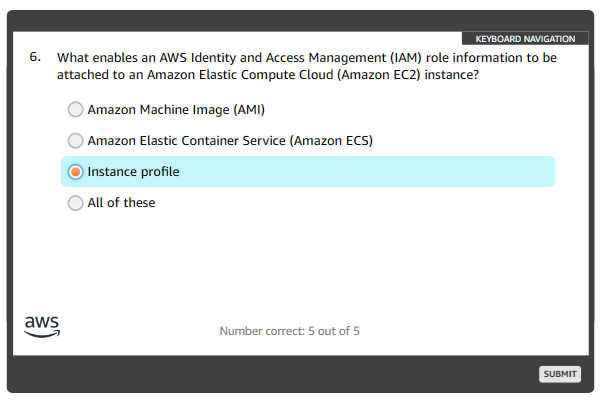 KEYBOARD NAVIGATION
6. What enables an AWS Identity and Access Management (IAM) role information to be
attached to an Amazon Elastic Compute Cloud (Amazon EC2) instance?
Amazon Machine Image (AMI)
Amazon Elastic Container Service (Amazon ECS)
Instance profile
All of these
aws
Number correct: 5 out of 5
SUBMIT